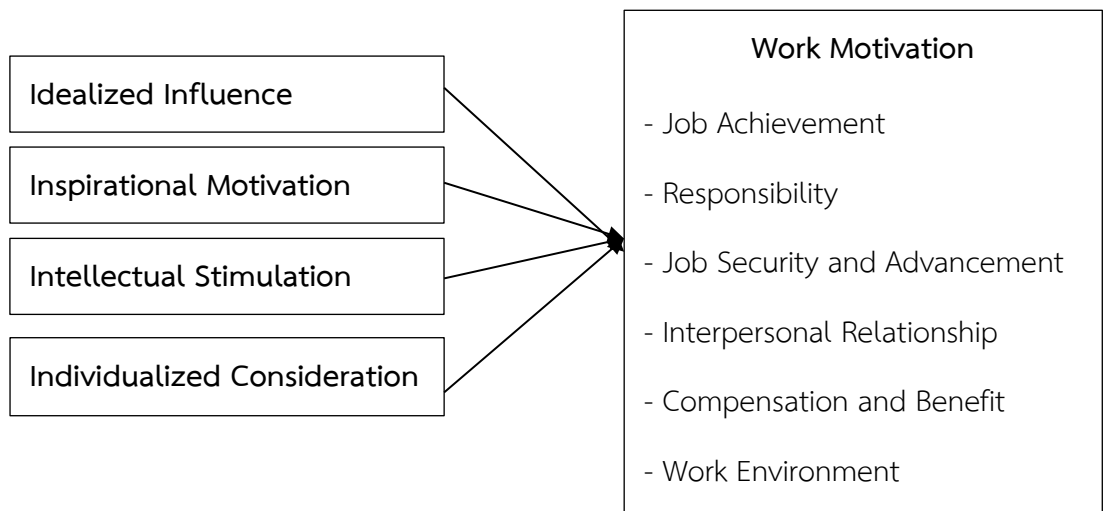 Idealized Influence
Inspirational Motivation
Intellectual Stimulation
Individualized Consideration
Work Motivation
- Job Achievement
- Responsibility
- Job Security and Advancement
- Interpersonal Relationship
- Compensation and Benefit
- Work Environment